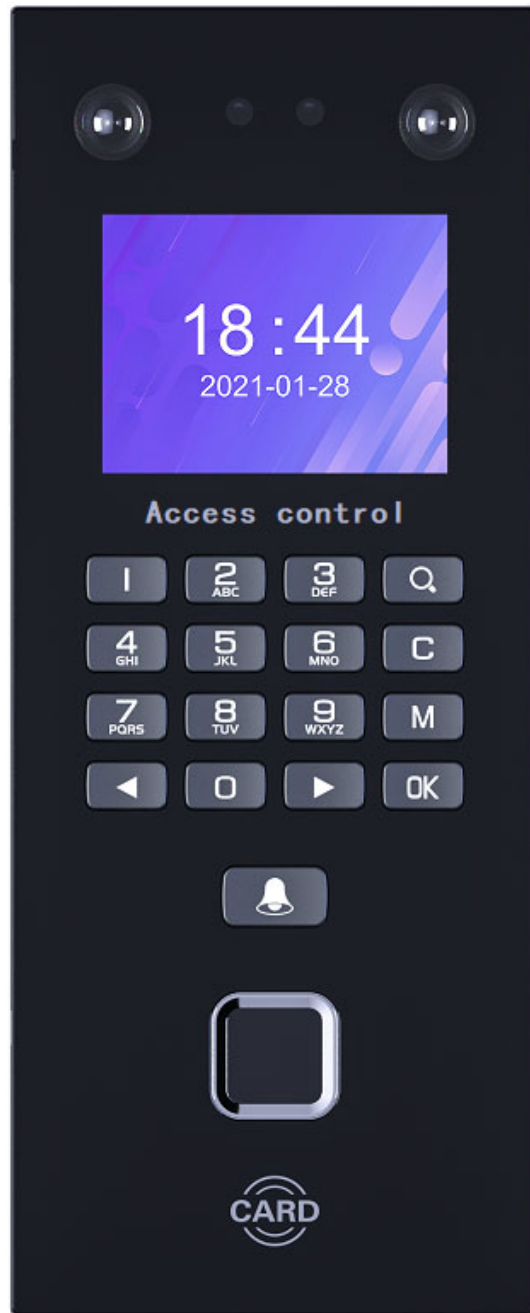 18:44
2021-01-28
Access control
1 2 ABC 3 DEF
4 GHI 5 JKL 6 MNO C
7 PQRS 8 TUV 9 WXYZ M
0 OK
CARD